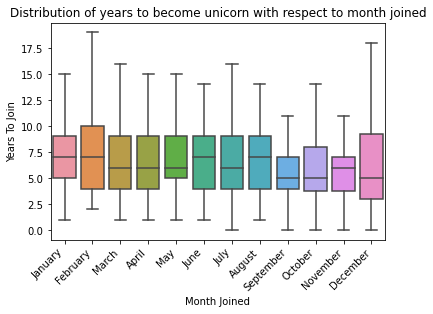 Distribution of years to become unicorn with respect to month joined
Years To Join
17.5
15.0
12.5
10.0
7.5
5.0
2.5
0.0
January
February
March
April
May
June
July
August
September
October
November
December
Month Joined